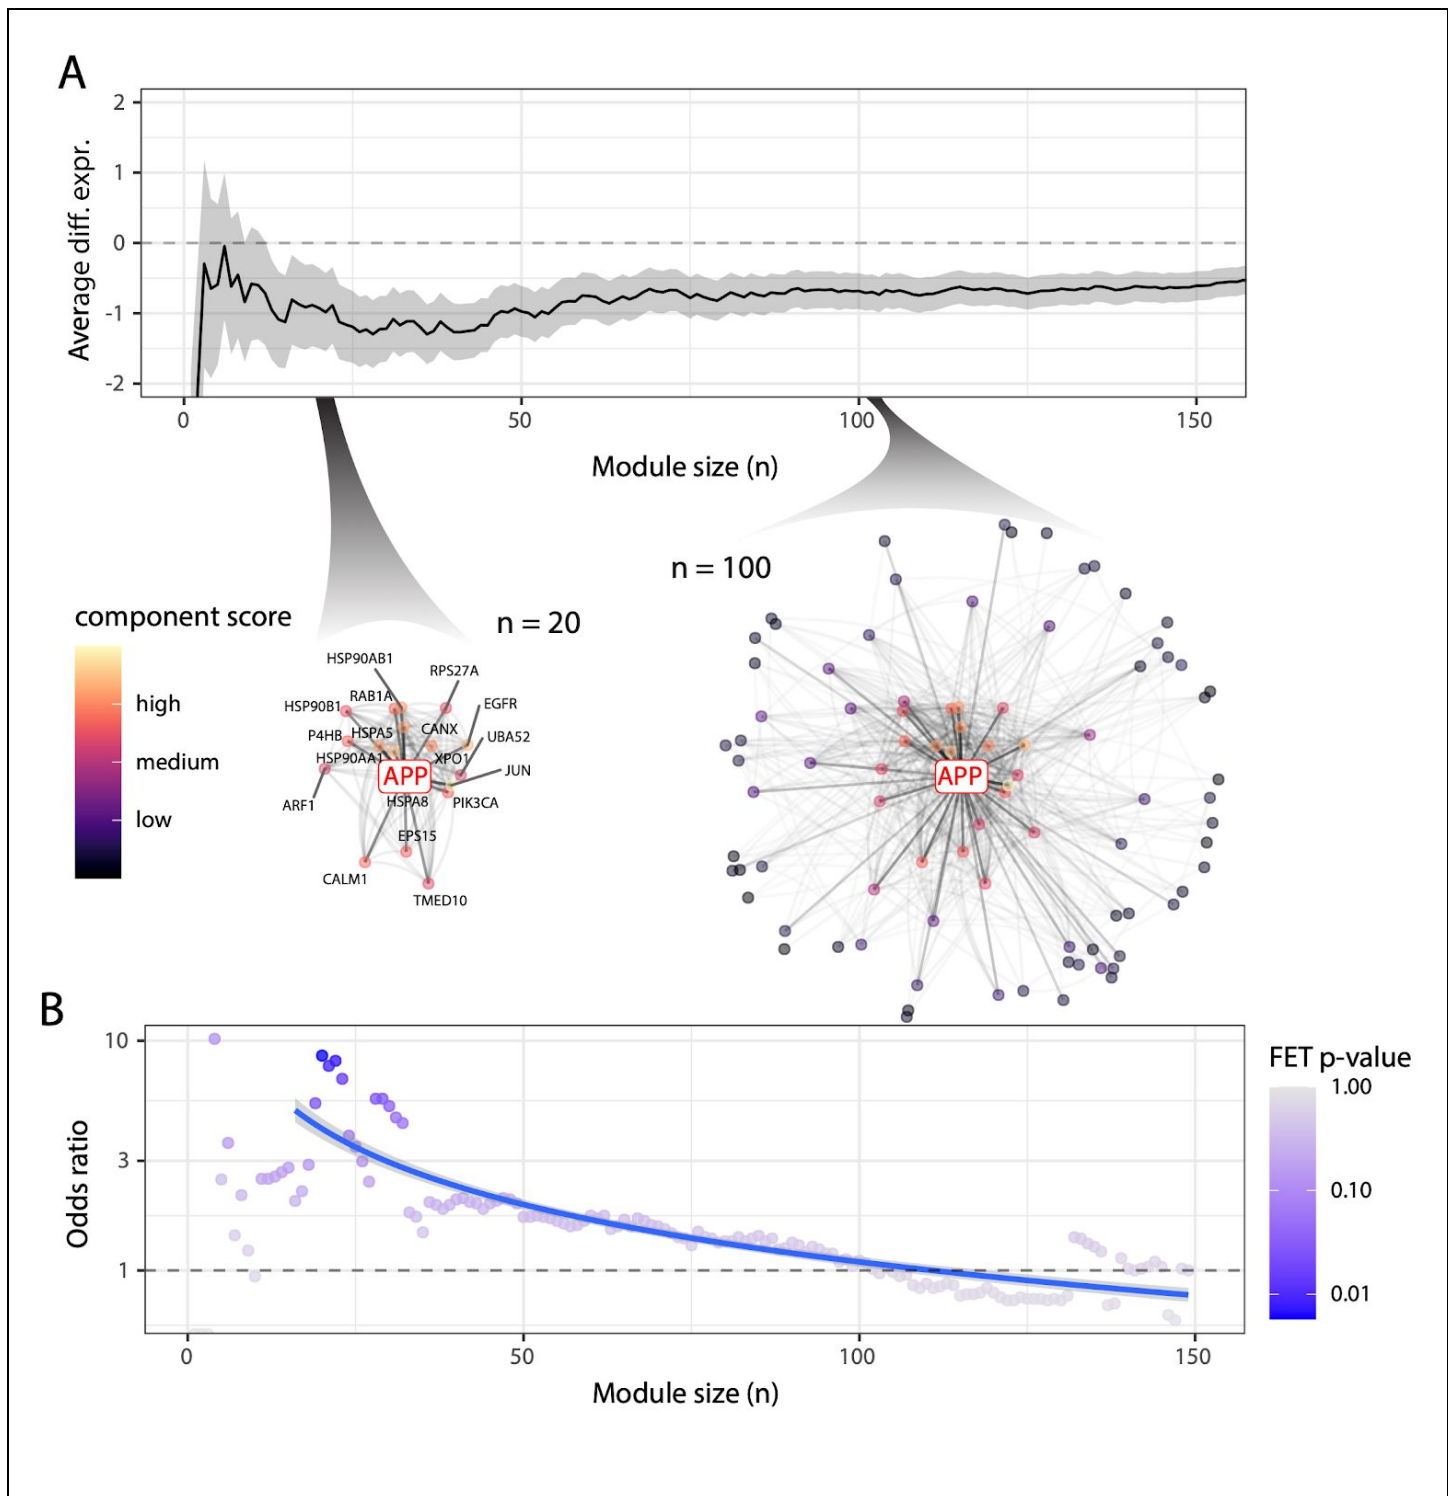 A
Average diff. expr.
2
1
0
-1
-2
0
50
100
150
Module size (n)
n = 100
component score
high
medium
low
n = 20
HSP90AB1
RPS27A
RAB1A
HSP90B1
EGFR
P4HB
HSPA5
CANX
UBA52
HSP90AA1
XPO1
JUN
APP
ARF1
HSPA8
PIK3CA
EPS15
CALM1
TMED10
APP
B
Odds ratio
10
3
1
0
50
100
150
Module size (n)
FET p-value
1.00
0.10
0.01